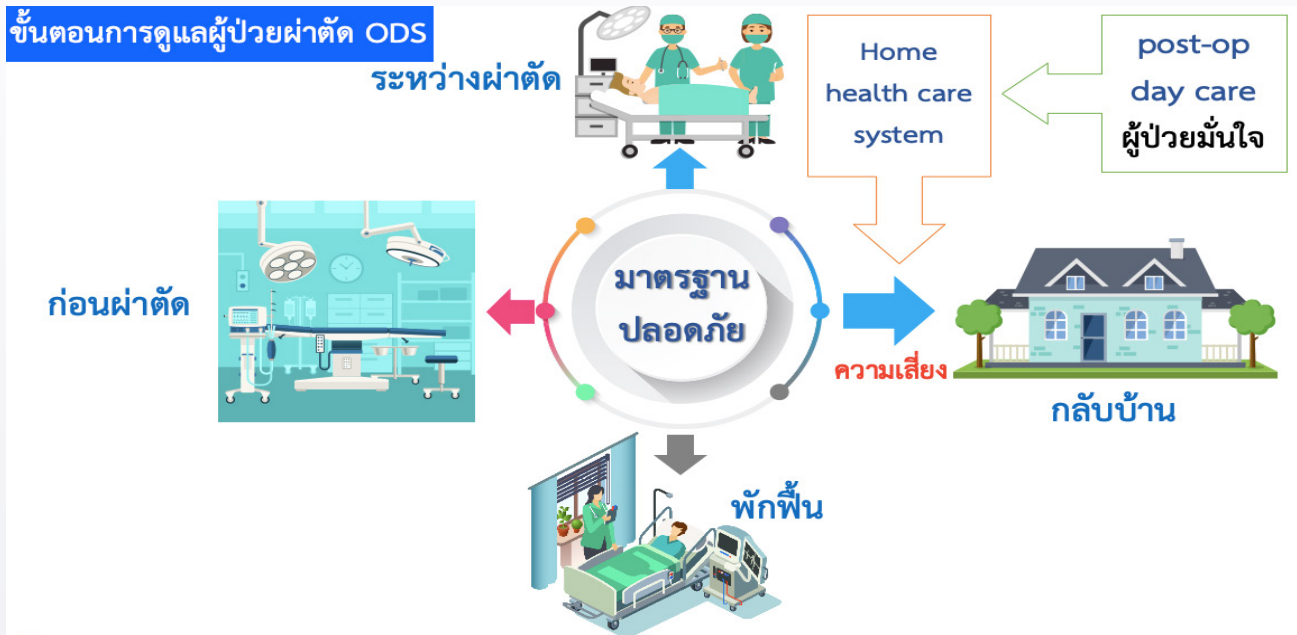 ขั้นตอนการดูแลผู้ป่วยผ่าตัด ODS
ระหว่างผ่าตัด
Home
health care
system
post-op
day care
ผู้ป่วยมั่นใจ
ก่อนผ่าตัด
มาตรฐาน
ปลอดภัย
ความเสี่ยง
กลับบ้าน
พักฟื้น